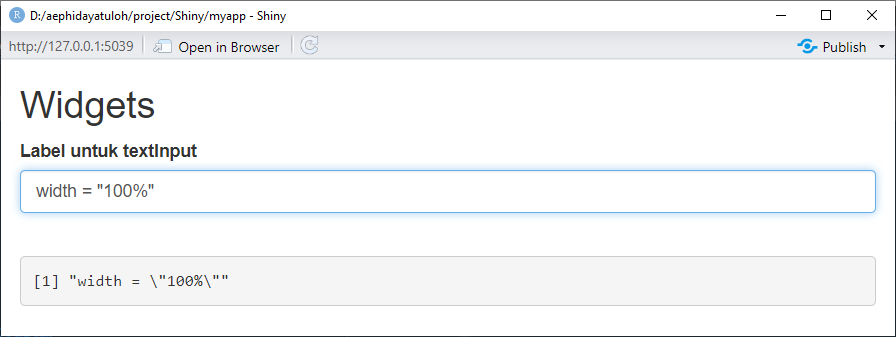 D:/aephidayatuloh/project/Shiny/myapp - Shiny
http://127.0.0.1:5039 Open in Browser Publish
Widgets
Label untuk textInput
width = "100%"
[1] "width = \"100%\""